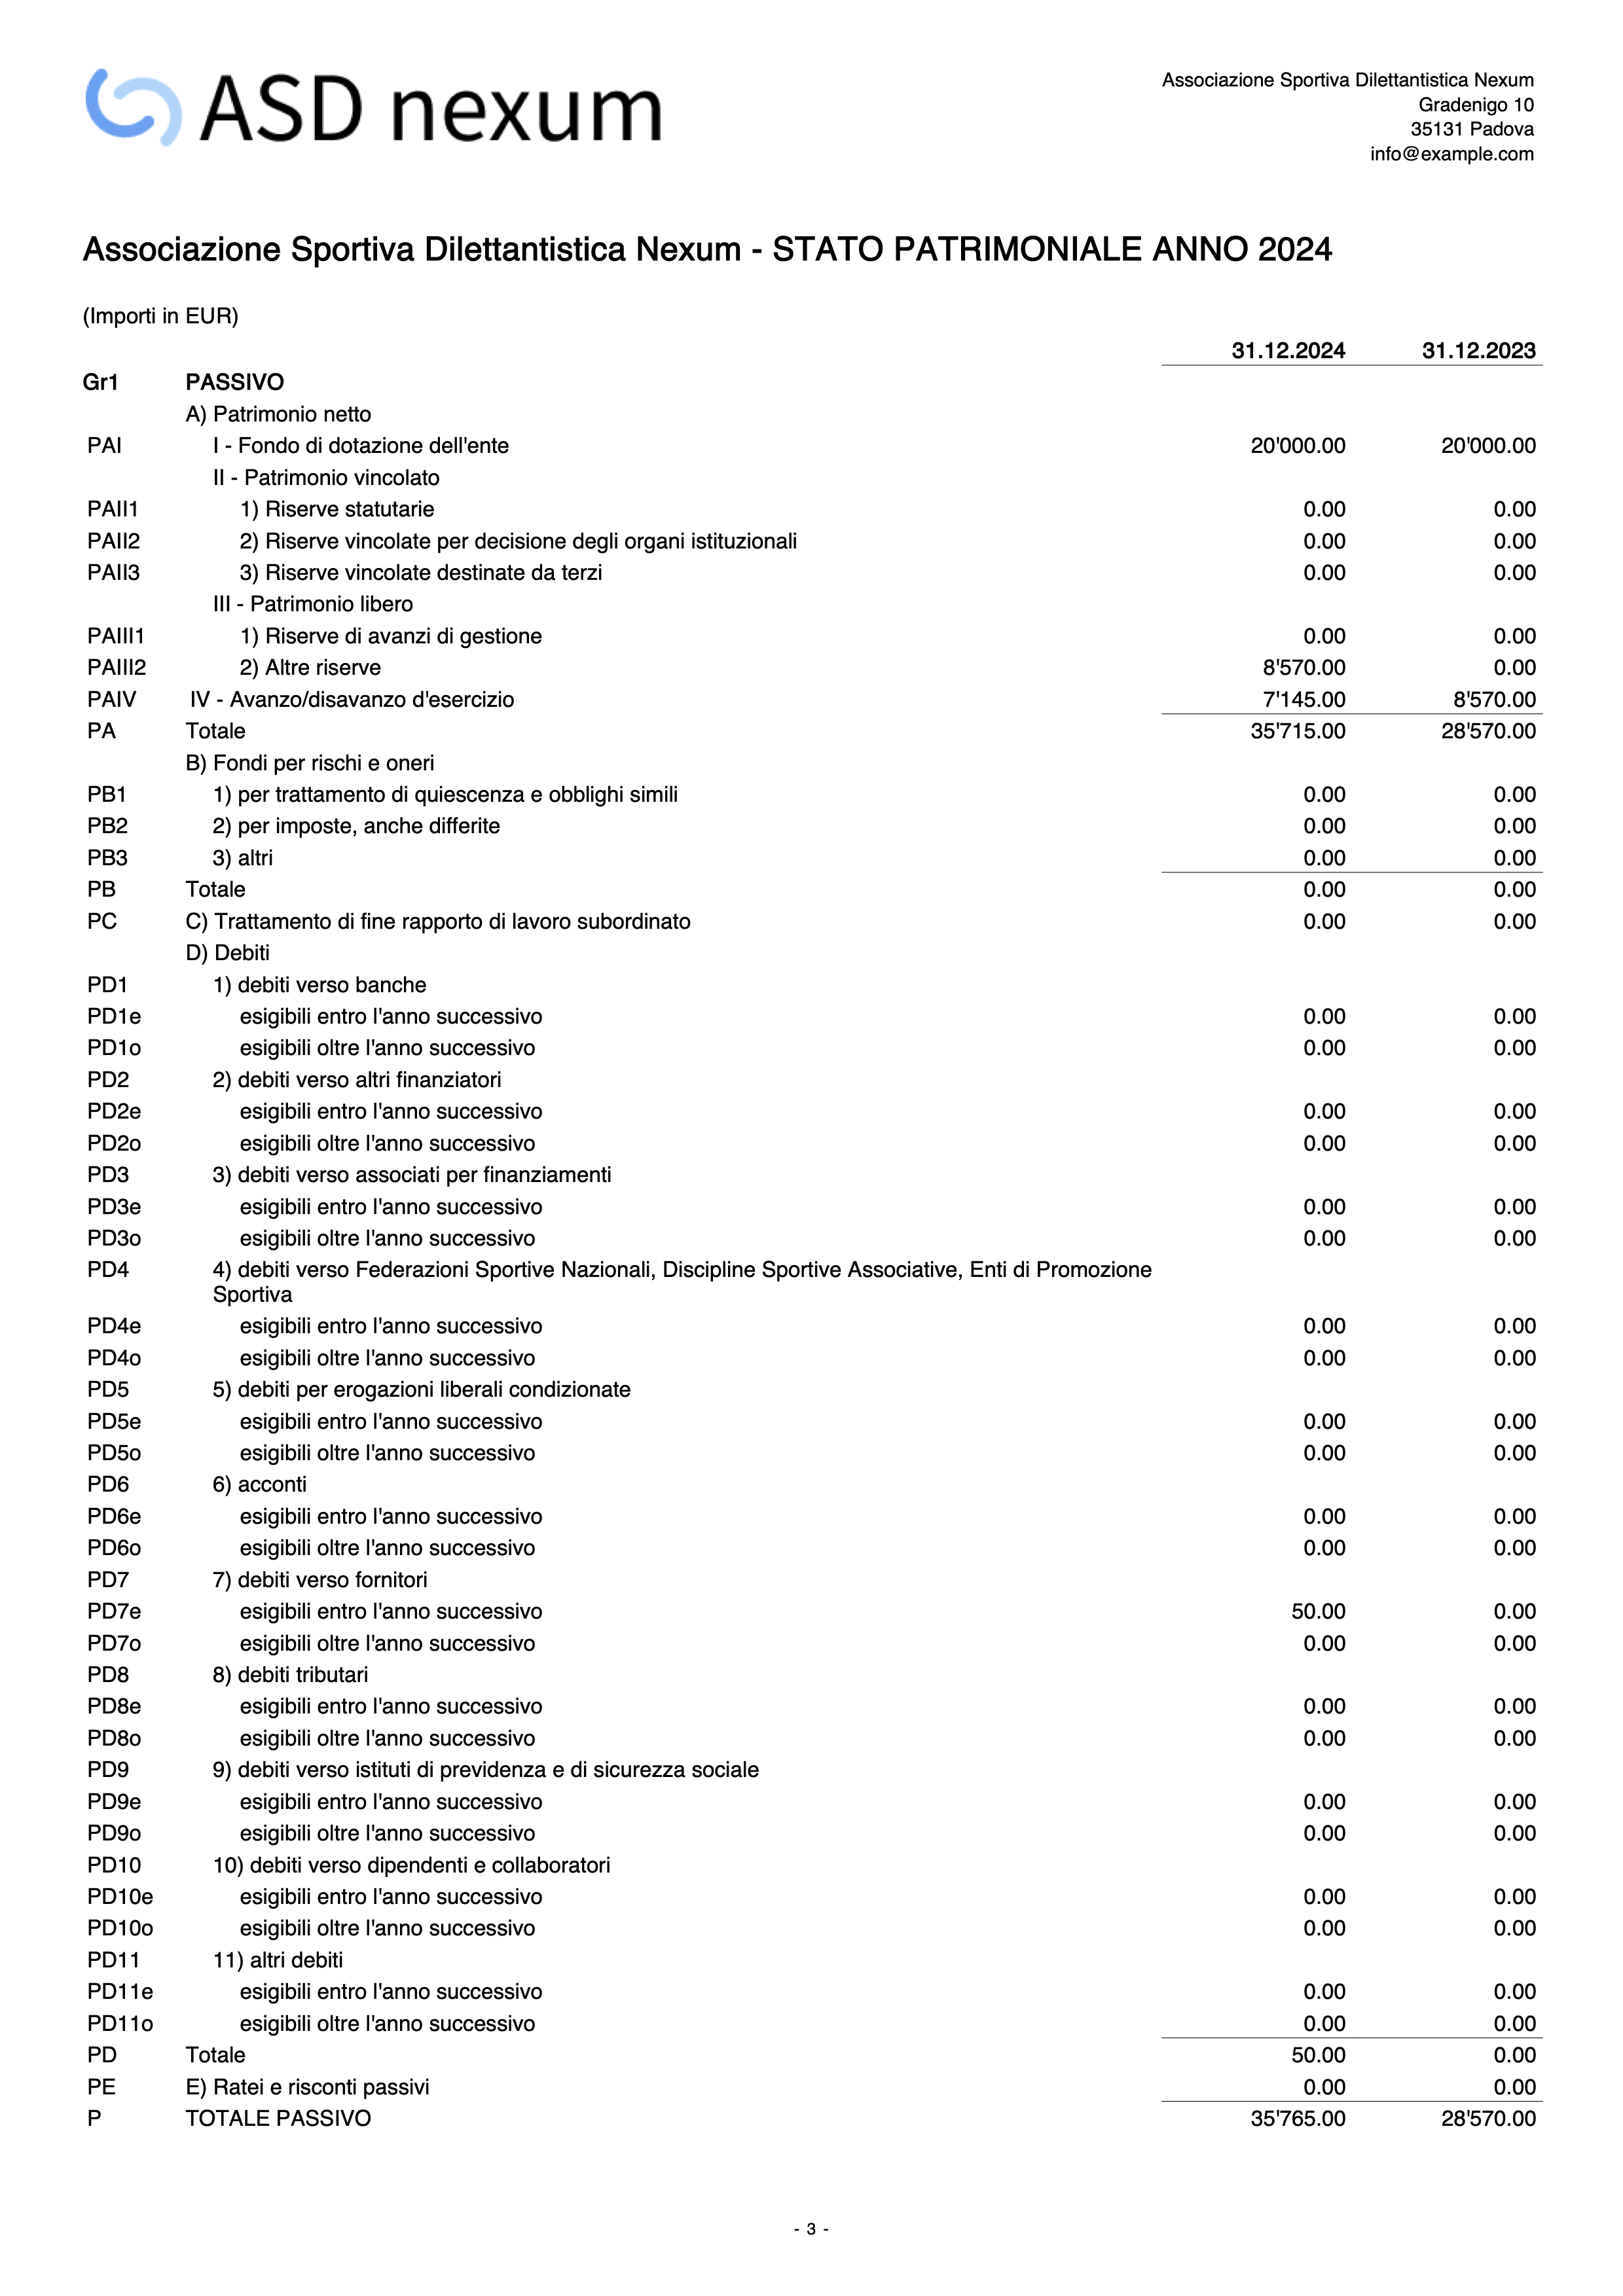 ASD nexum
Associazione Sportiva Dilettantistica Nexum
Gradenigo 10
35131 Padova
info@example.com
Associazione Sportiva Dilettantistica Nexum - STATO PATRIMONIALE ANNO 2024
(Importi in EUR)
31.12.2024 31.12.2023
Gr1 PASSIVO
A) Patrimonio netto
PAI I - Fondo di dotazione dell'ente 20'000.00 20'000.00
II - Patrimonio vincolato
PAII1 1) Riserve statutarie 0.00 0.00
PAII2 2) Riserve vincolate per decisione degli organi istituzionali 0.00 0.00
PAII3 3) Riserve vincolate destinate da terzi 0.00 0.00
III - Patrimonio libero
PAIII1 1) Riserve di avanzi di gestione 0.00 0.00
PAIII2 2) Altre riserve 8'570.00 0.00
PAIV IV - Avanzo/disavanzo d'esercizio 7'145.00 8'570.00
PA Totale 35'715.00 28'570.00
B) Fondi per rischi e oneri
PB1 1) per trattamento di quiescenza e obblighi simili 0.00 0.00
PB2 2) per imposte, anche differite 0.00 0.00
PB3 3) altri 0.00 0.00
PB Totale 0.00 0.00
PC C) Trattamento di fine rapporto di lavoro subordinato 0.00 0.00
D) Debiti
PD1 1) debiti verso banche
PD1e esigibili entro l'anno successivo 0.00 0.00
PD1o esigibili oltre l'anno successivo 0.00 0.00
PD2 2) debiti verso altri finanziatori
PD2e esigibili entro l'anno successivo 0.00 0.00
PD2o esigibili oltre l'anno successivo 0.00 0.00
PD3 3) debiti verso associati per finanziamenti
PD3e esigibili entro l'anno successivo 0.00 0.00
PD3o esigibili oltre l'anno successivo 0.00 0.00
PD4 4) debiti verso Federazioni Sportive Nazionali, Discipline Sportive Associative, Enti di Promozione
Sportiva
PD4e esigibili entro l'anno successivo 0.00 0.00
PD4o esigibili oltre l'anno successivo 0.00 0.00
PD5 5) debiti per erogazioni liberali condizionate
PD5e esigibili entro l'anno successivo 0.00 0.00
PD5o esigibili oltre l'anno successivo 0.00 0.00
PD6 6) acconti
PD6e esigibili entro l'anno successivo 0.00 0.00
PD6o esigibili oltre l'anno successivo 0.00 0.00
PD7 7) debiti verso fornitori
PD7e esigibili entro l'anno successivo 50.00 0.00
PD7o esigibili oltre l'anno successivo 0.00 0.00
PD8 8) debiti tributari
PD8e esigibili entro l'anno successivo 0.00 0.00
PD8o esigibili oltre l'anno successivo 0.00 0.00
PD9 9) debiti verso istituti di previdenza e di sicurezza sociale
PD9e esigibili entro l'anno successivo 0.00 0.00
PD9o esigibili oltre l'anno successivo 0.00 0.00
PD10 10) debiti verso dipendenti e collaboratori
PD10e esigibili entro l'anno successivo 0.00 0.00
PD10o esigibili oltre l'anno successivo 0.00 0.00
PD11 11) altri debiti
PD11e esigibili entro l'anno successivo 0.00 0.00
PD11o esigibili oltre l'anno successivo 0.00 0.00
PD Totale 50.00 0.00
PE E) Ratei e risconti passivi 0.00 0.00
P TOTALE PASSIVO 35'765.00 28'570.00
- 3 -